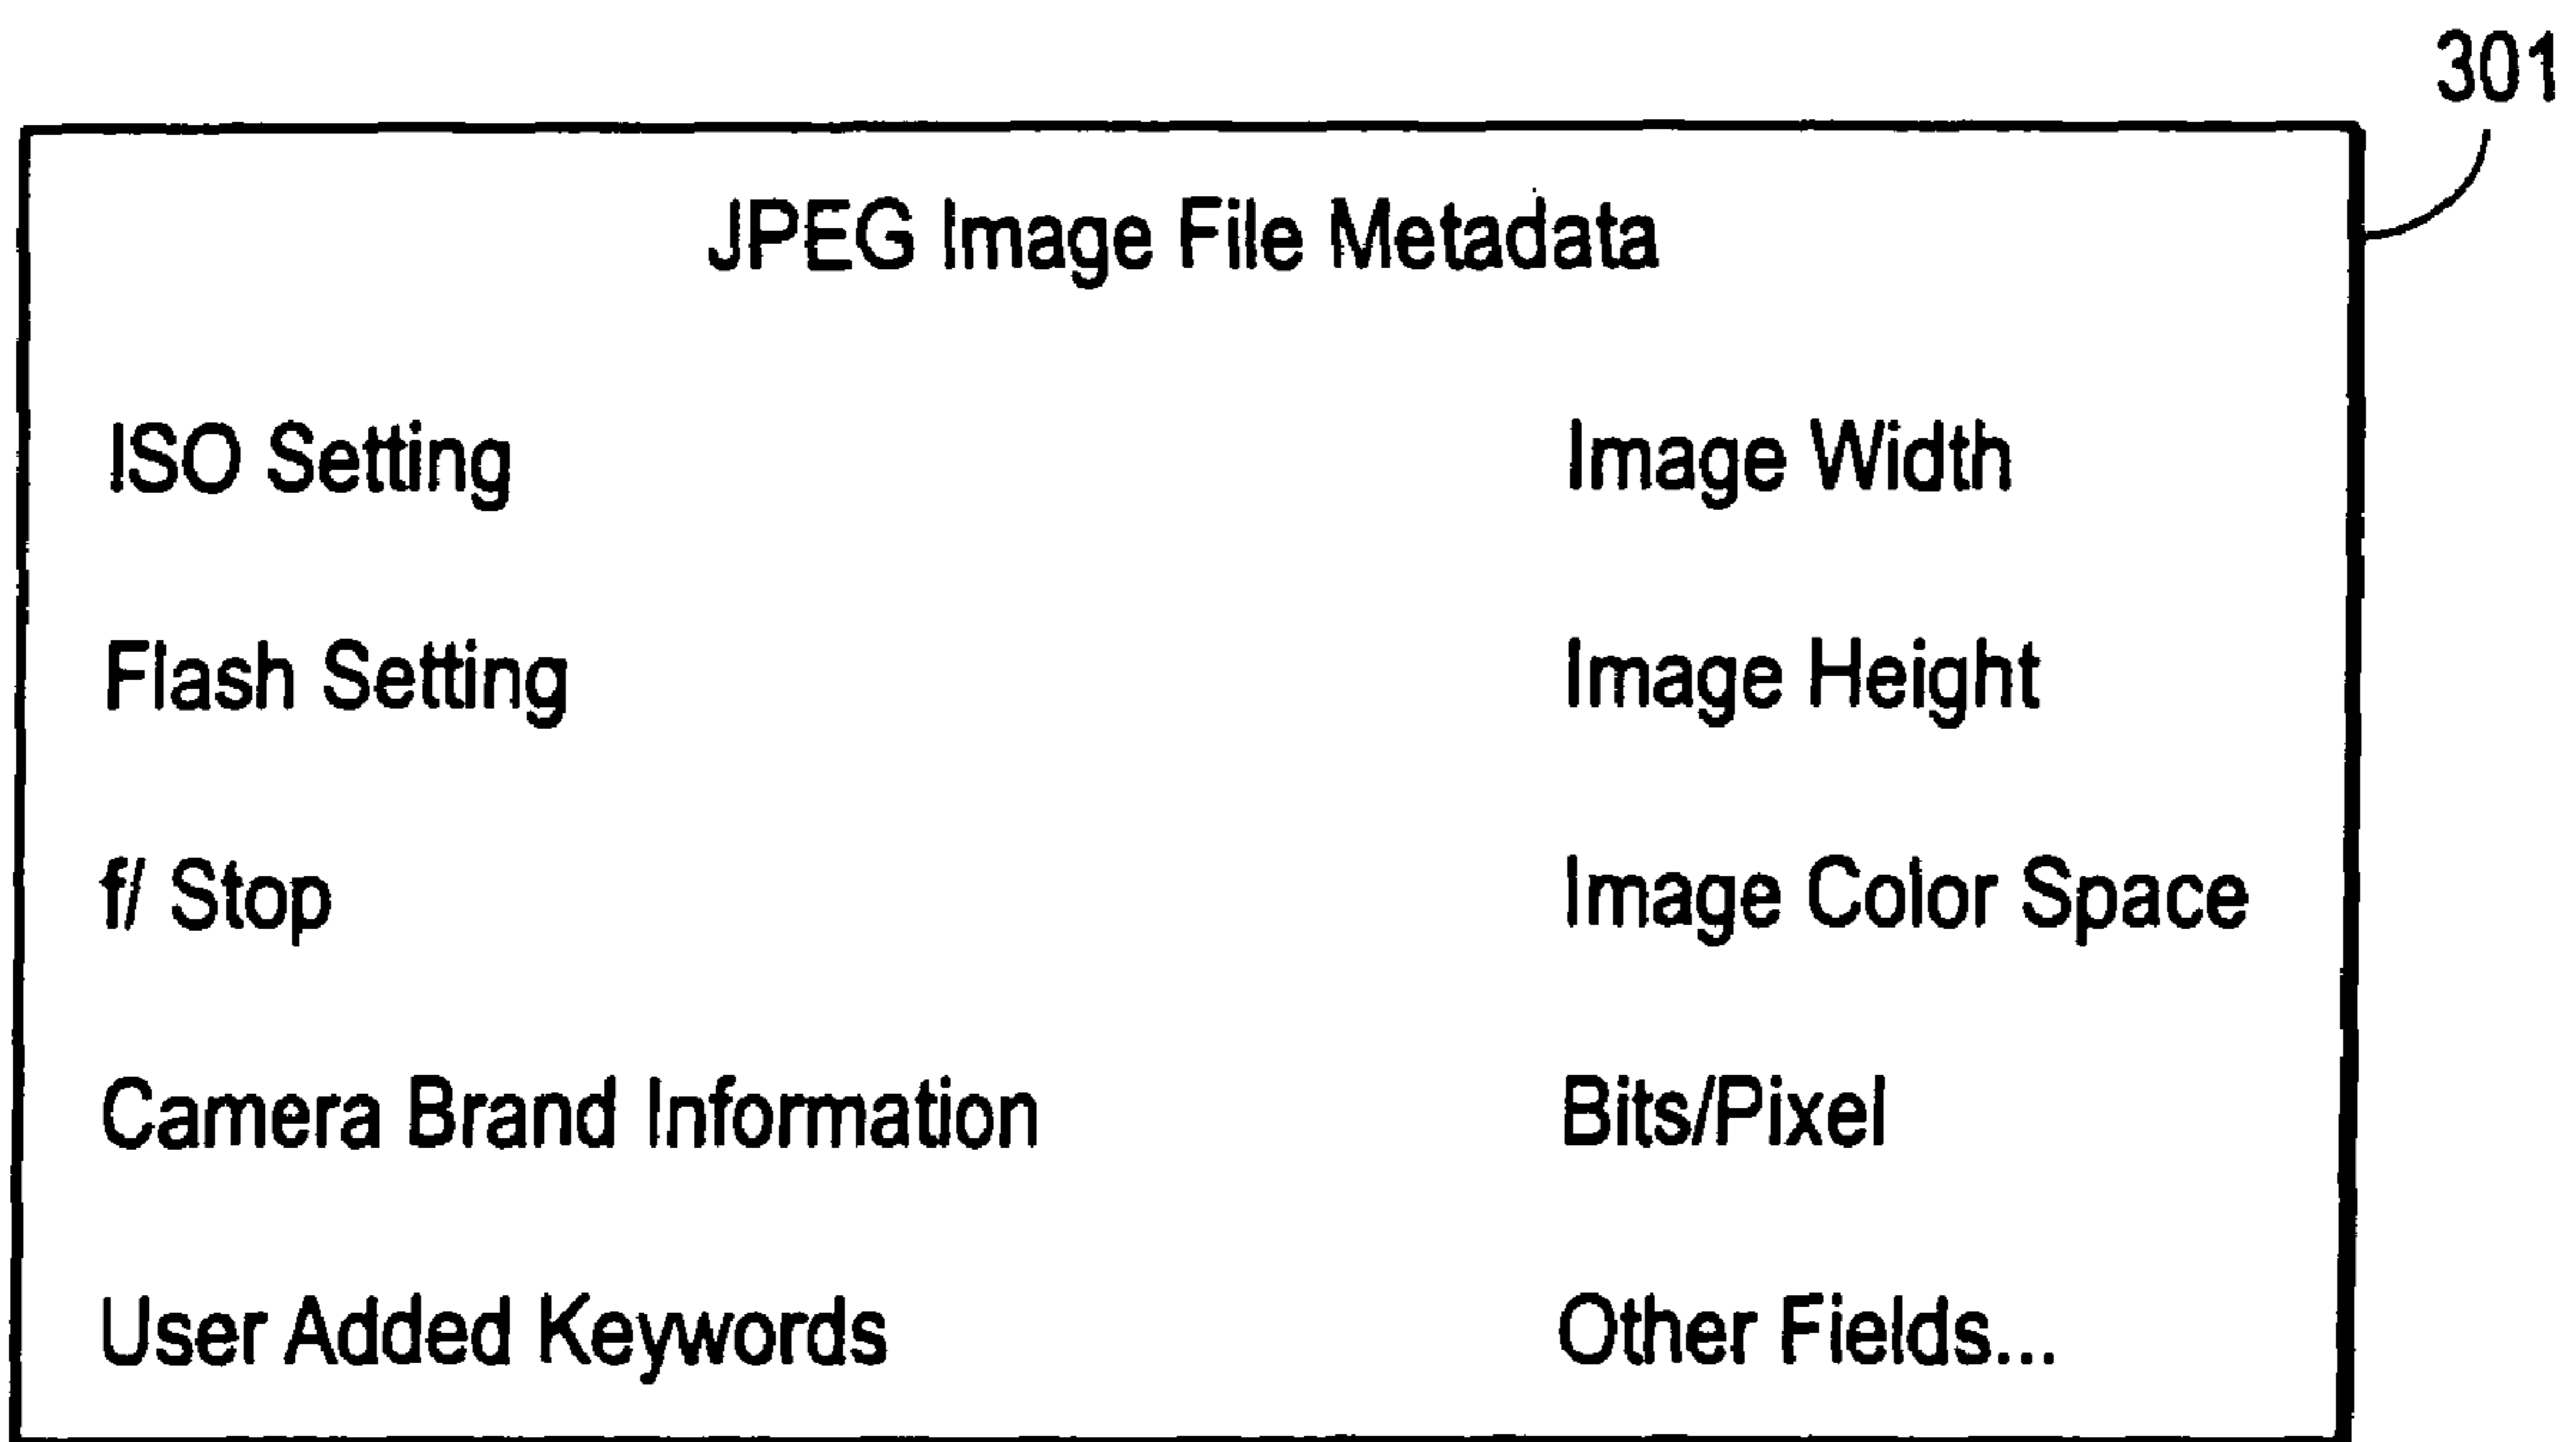 301
JPEG Image File Metadata
ISO Setting
Image Width
Flash Setting
Image Height
f/ Stop
Image Color Space
Camera Brand Information
Bits/Pixel
User Added Keywords
Other Fields...